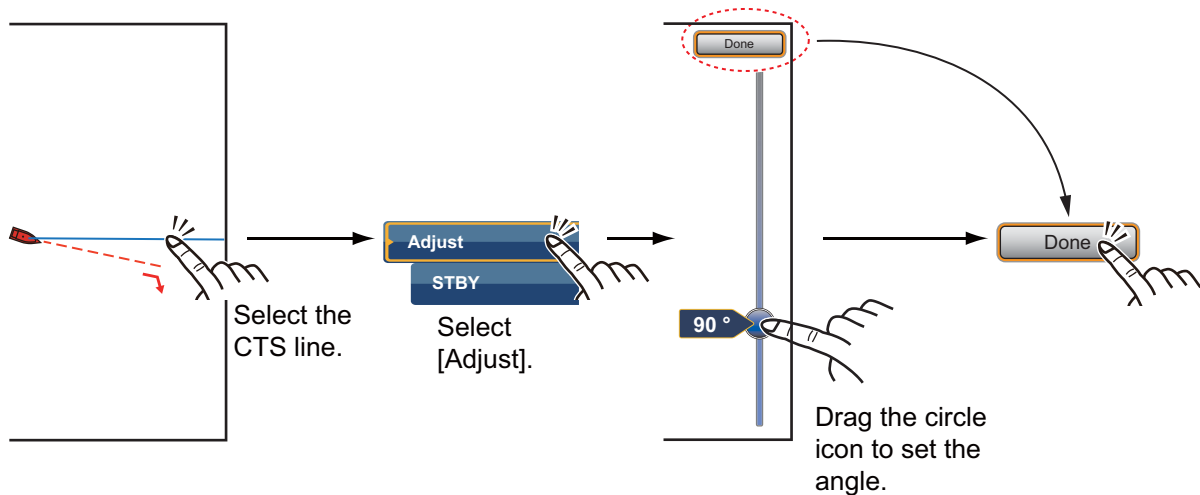 Select the
CTS line.
Adjust
STBY
Select
[Adjust].
Done
90 °
Drag the circle
icon to set the
angle.
Done